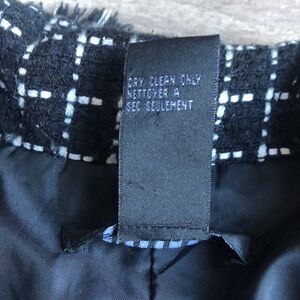 DRY CLEAN ONLY
NETTOYER A
SEC SEULEMENT